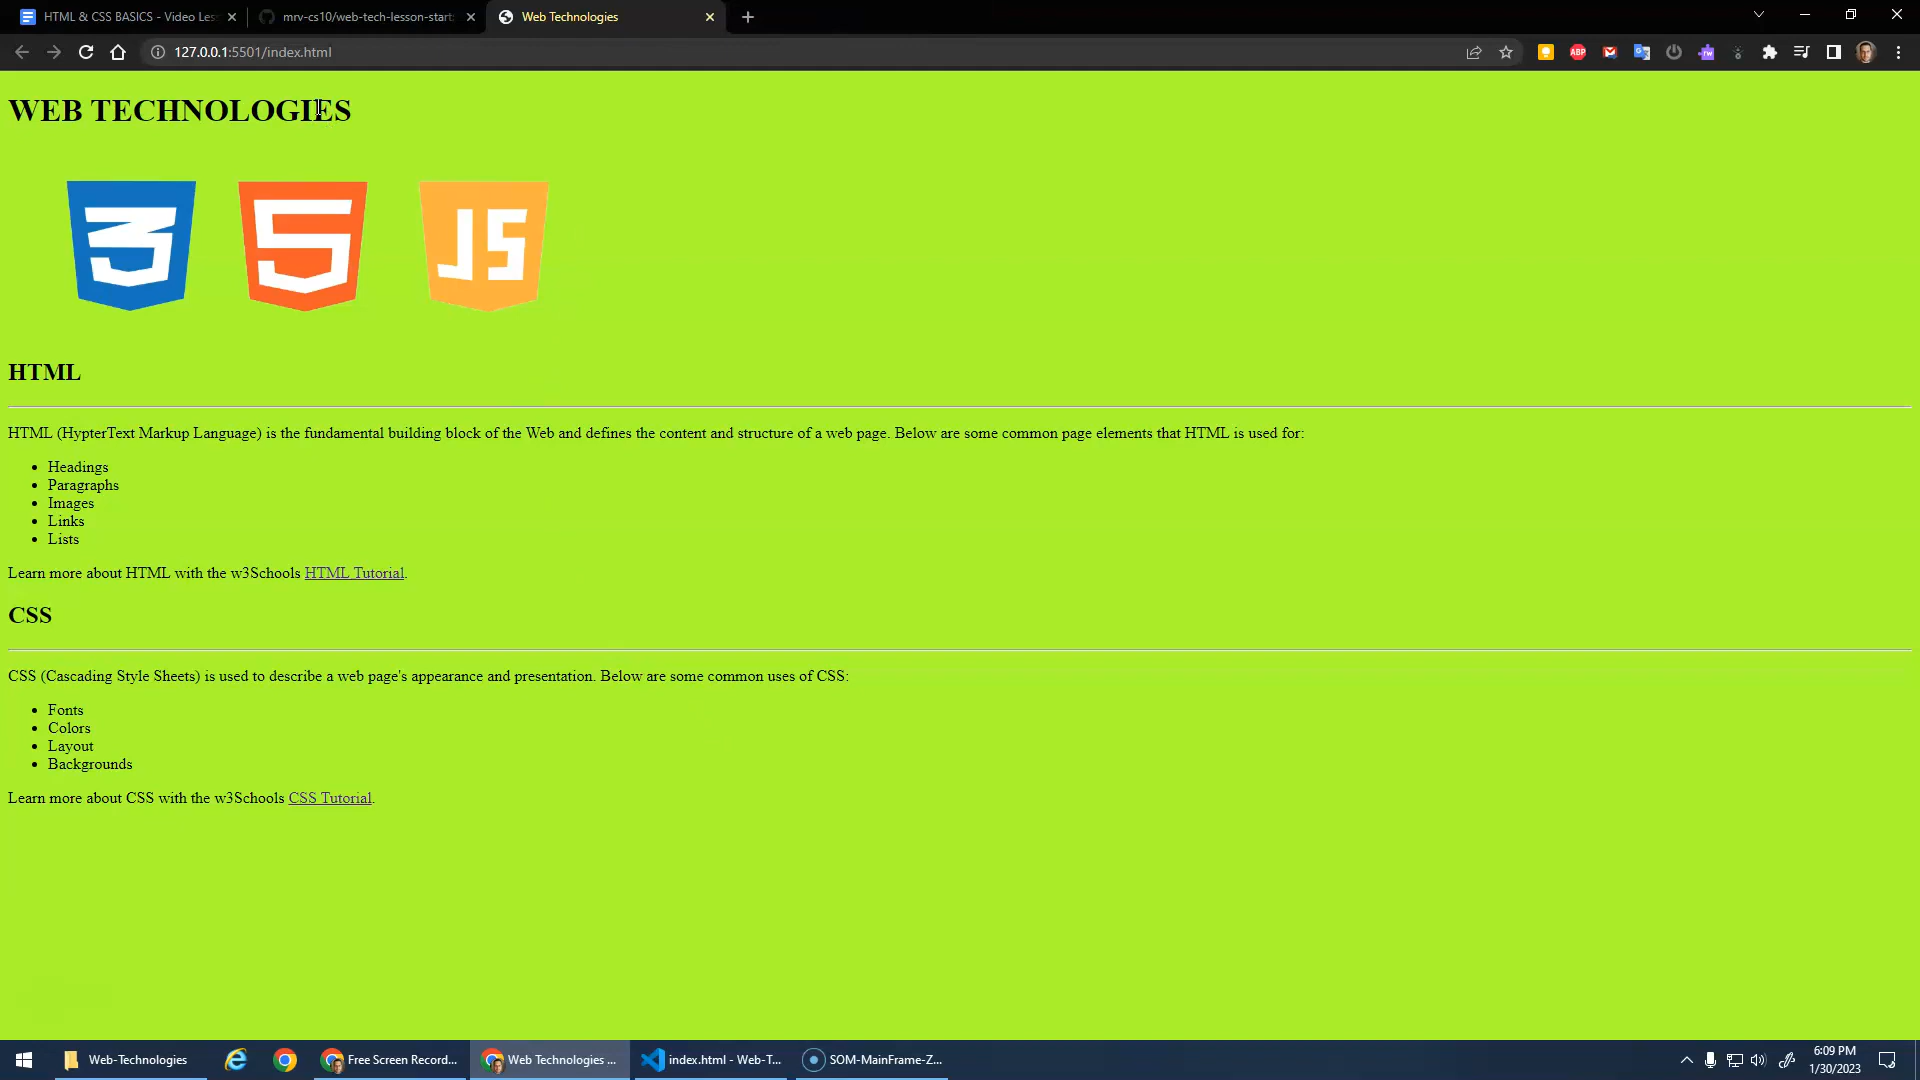 HTML & CSS BASICS - Video Les
mrv-cs10/web-tech-lesson-start
Web Technologies
127.0.0.1:5501/index.html
ABP
rw
WEB TECHNOLOGIES
3
5
JS
HTML
HTML (HypterText Markup Language) is the fundamental building block of the Web and defines the content and structure of a web page. Below are some common page elements that HTML is used for:
• Headings
• Paragraphs
• Images
• Links
• Lists
Learn more about HTML with the w3Schools HTML Tutorial.
CSS
CSS (Cascading Style Sheets) is used to describe a web page's appearance and presentation. Below are some common uses of CSS:
• Fonts
• Colors
• Layout
• Backgrounds
Learn more about CSS with the w3Schools CSS Tutorial.
Web-Technologies
Free Screen Record...
Web Technologies ...
index.html - Web-T...
SOM-MainFrame-Z...
6:09 PM
1/30/2023